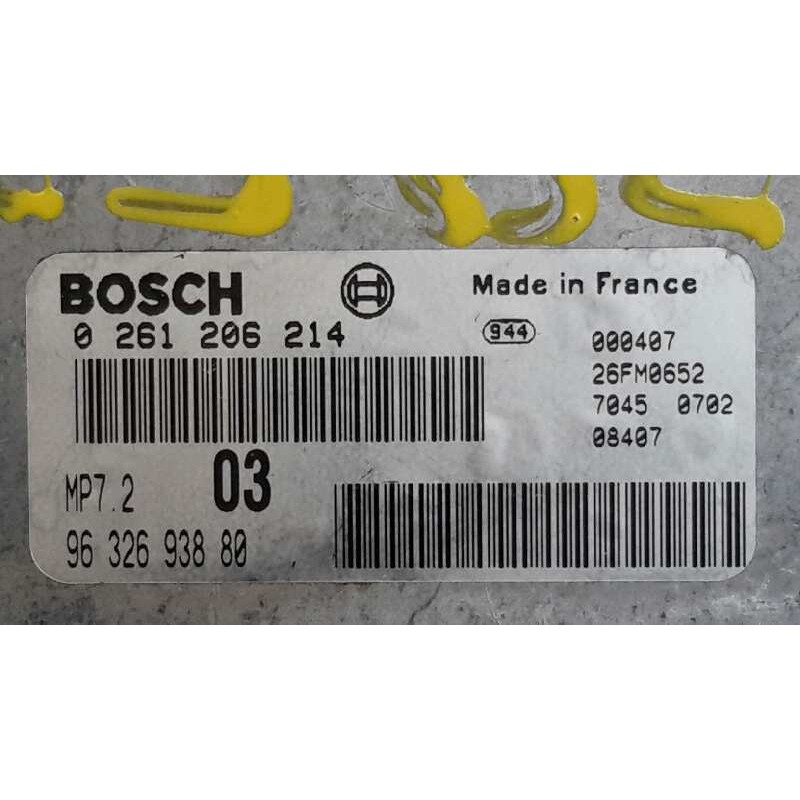 BOSCH Made in France
0 261 206 214 944 000407
26FM0652
7045 0702
08407
MP7.2 03
96 326 938 80